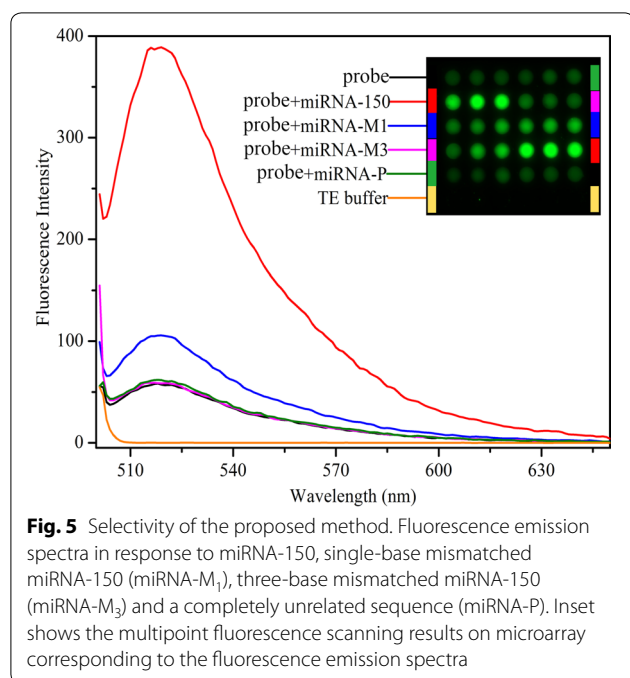 400
300
200
100
0
Fluorescence Intensity
probe
probe+miRNA-150
probe+miRNA-M1
probe+miRNA-M3
probe+miRNA-P
TE buffer
510 540 570 600 630
Wavelength (nm)
Fig. 5 Selectivity of the proposed method. Fluorescence emission
spectra in response to miRNA-150, single-base mismatched
miRNA-150 (miRNA-M₁), three-base mismatched miRNA-150
(miRNA-M₃) and a completely unrelated sequence (miRNA-P). Inset
shows the multipoint fluorescence scanning results on microarray
corresponding to the fluorescence emission spectra